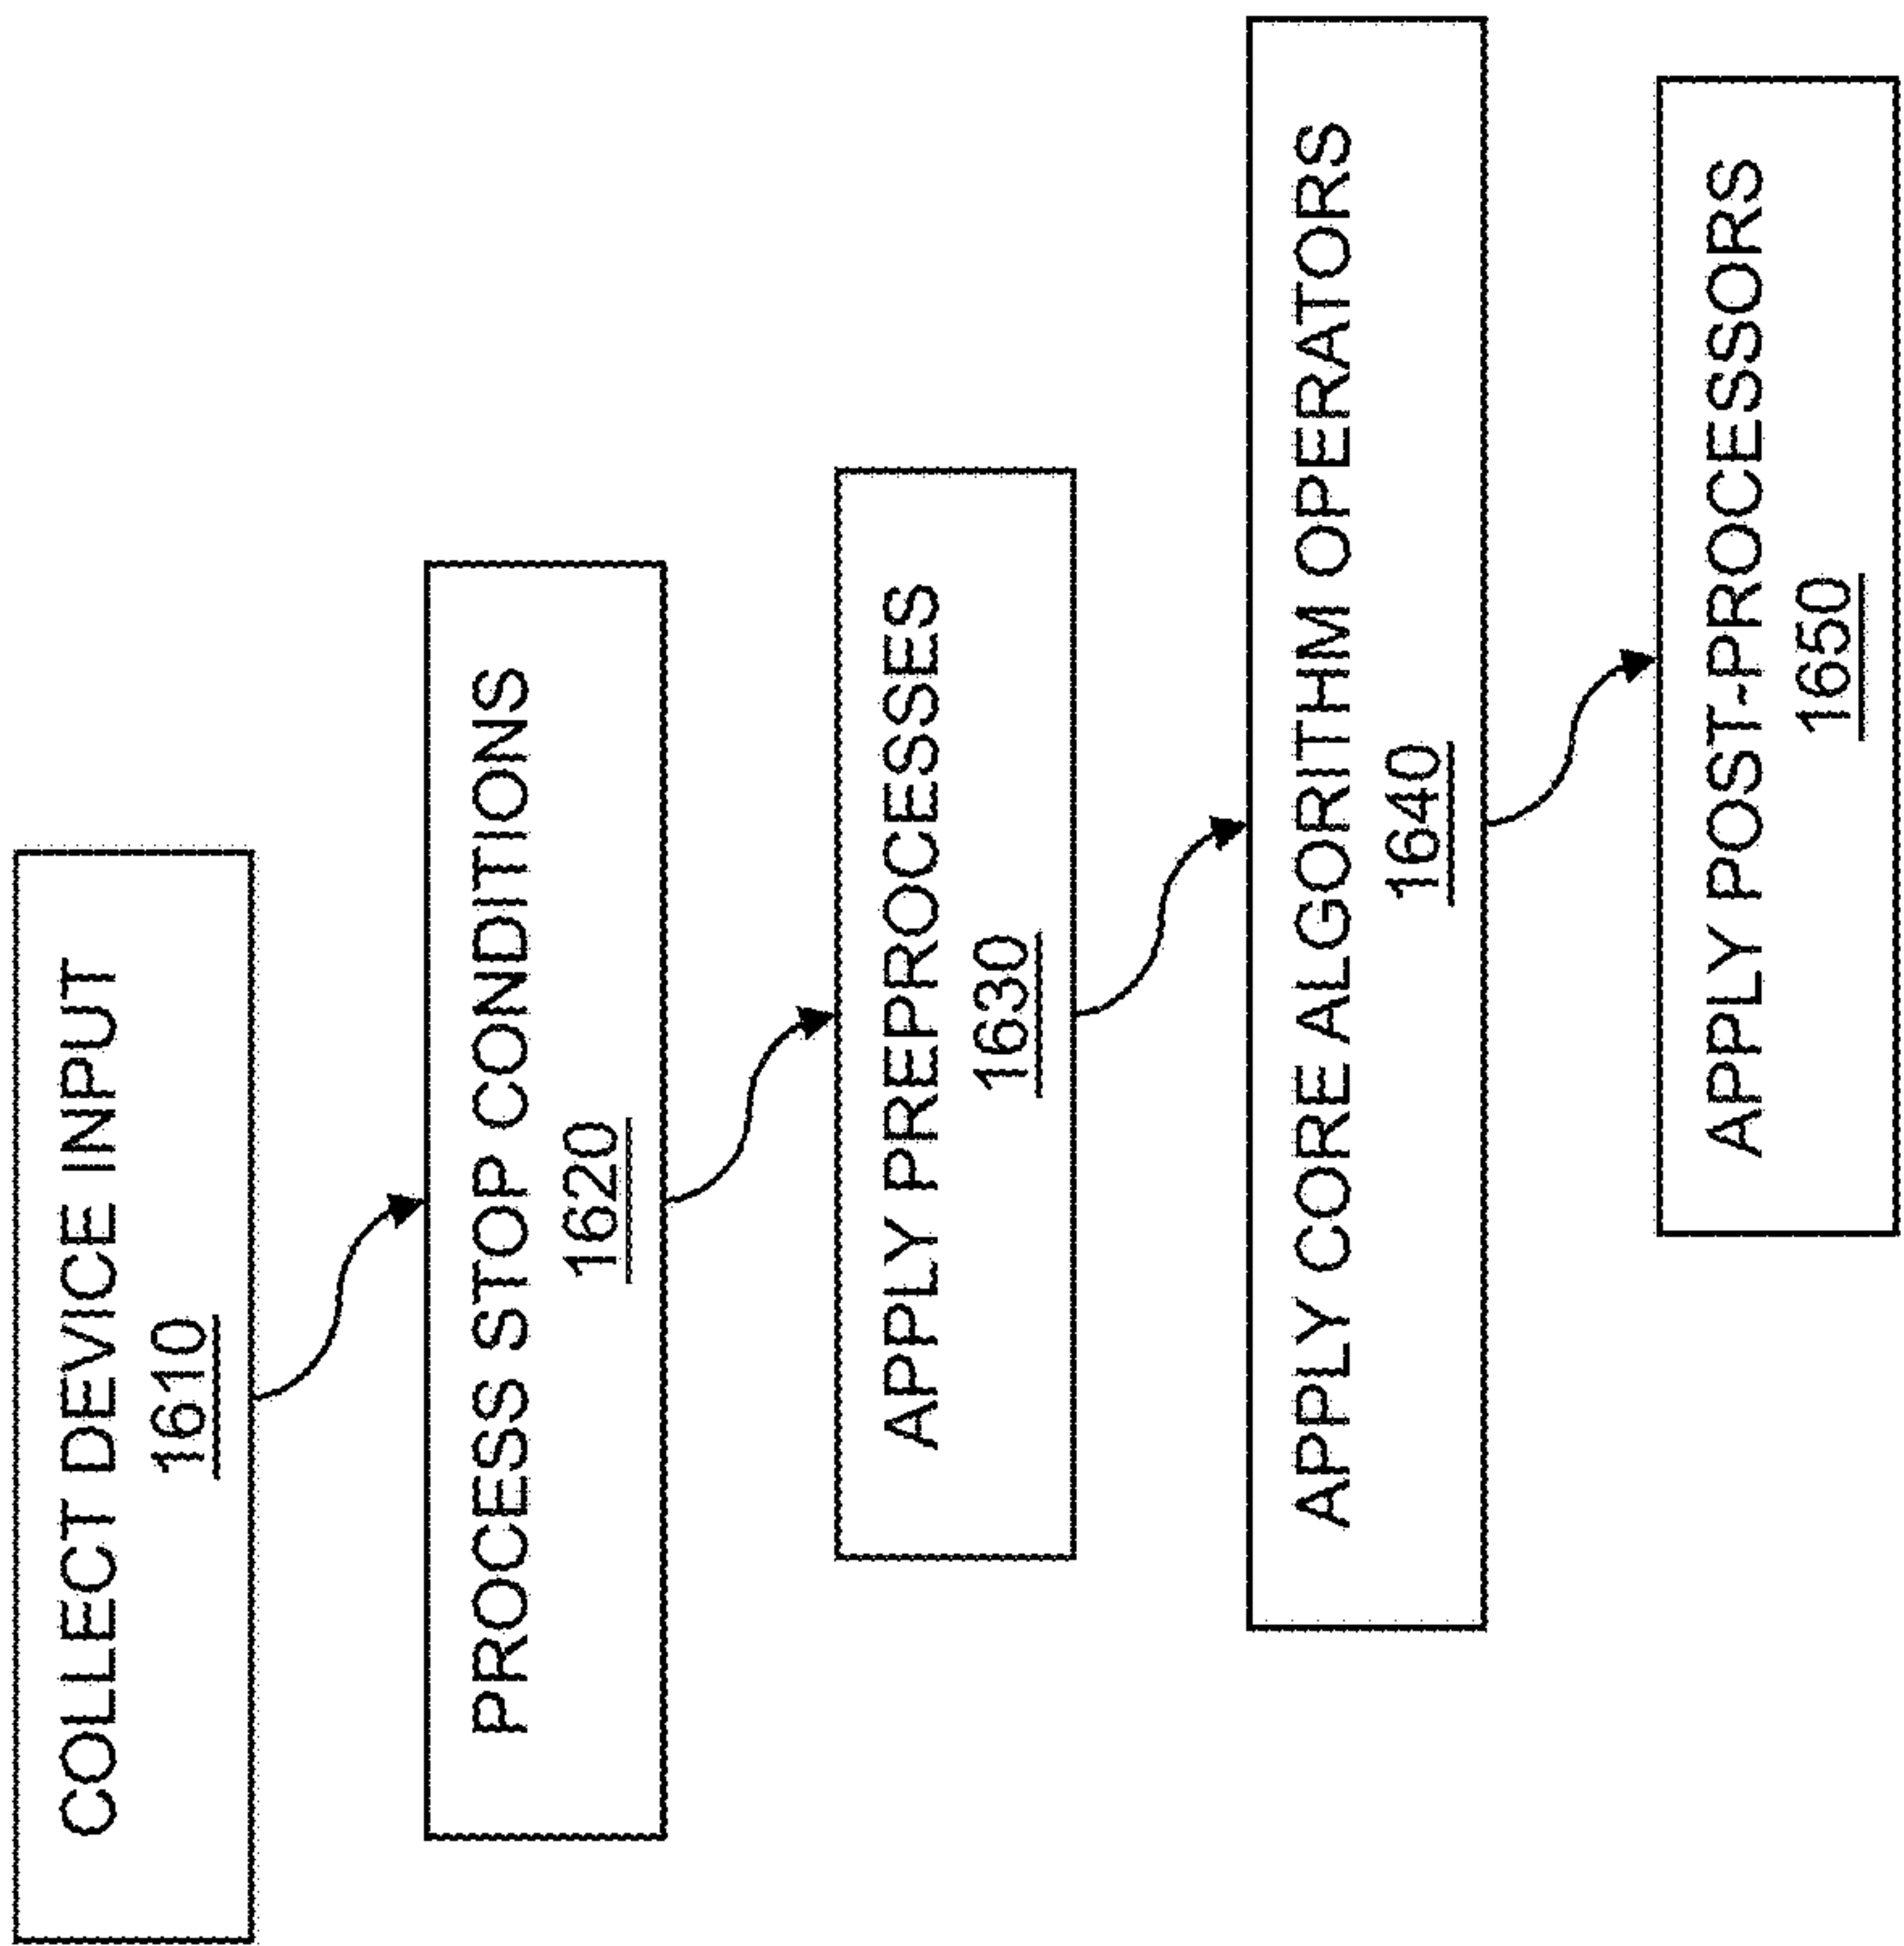 COLLECT DEVICE INPUT
1610
PROCESS STOP CONDITIONS
1620
APPLY PREPROCESSES
1630
APPLY CORE ALGORITHM OPERATORS
1640
APPLY POST-PROCESSORS
1650